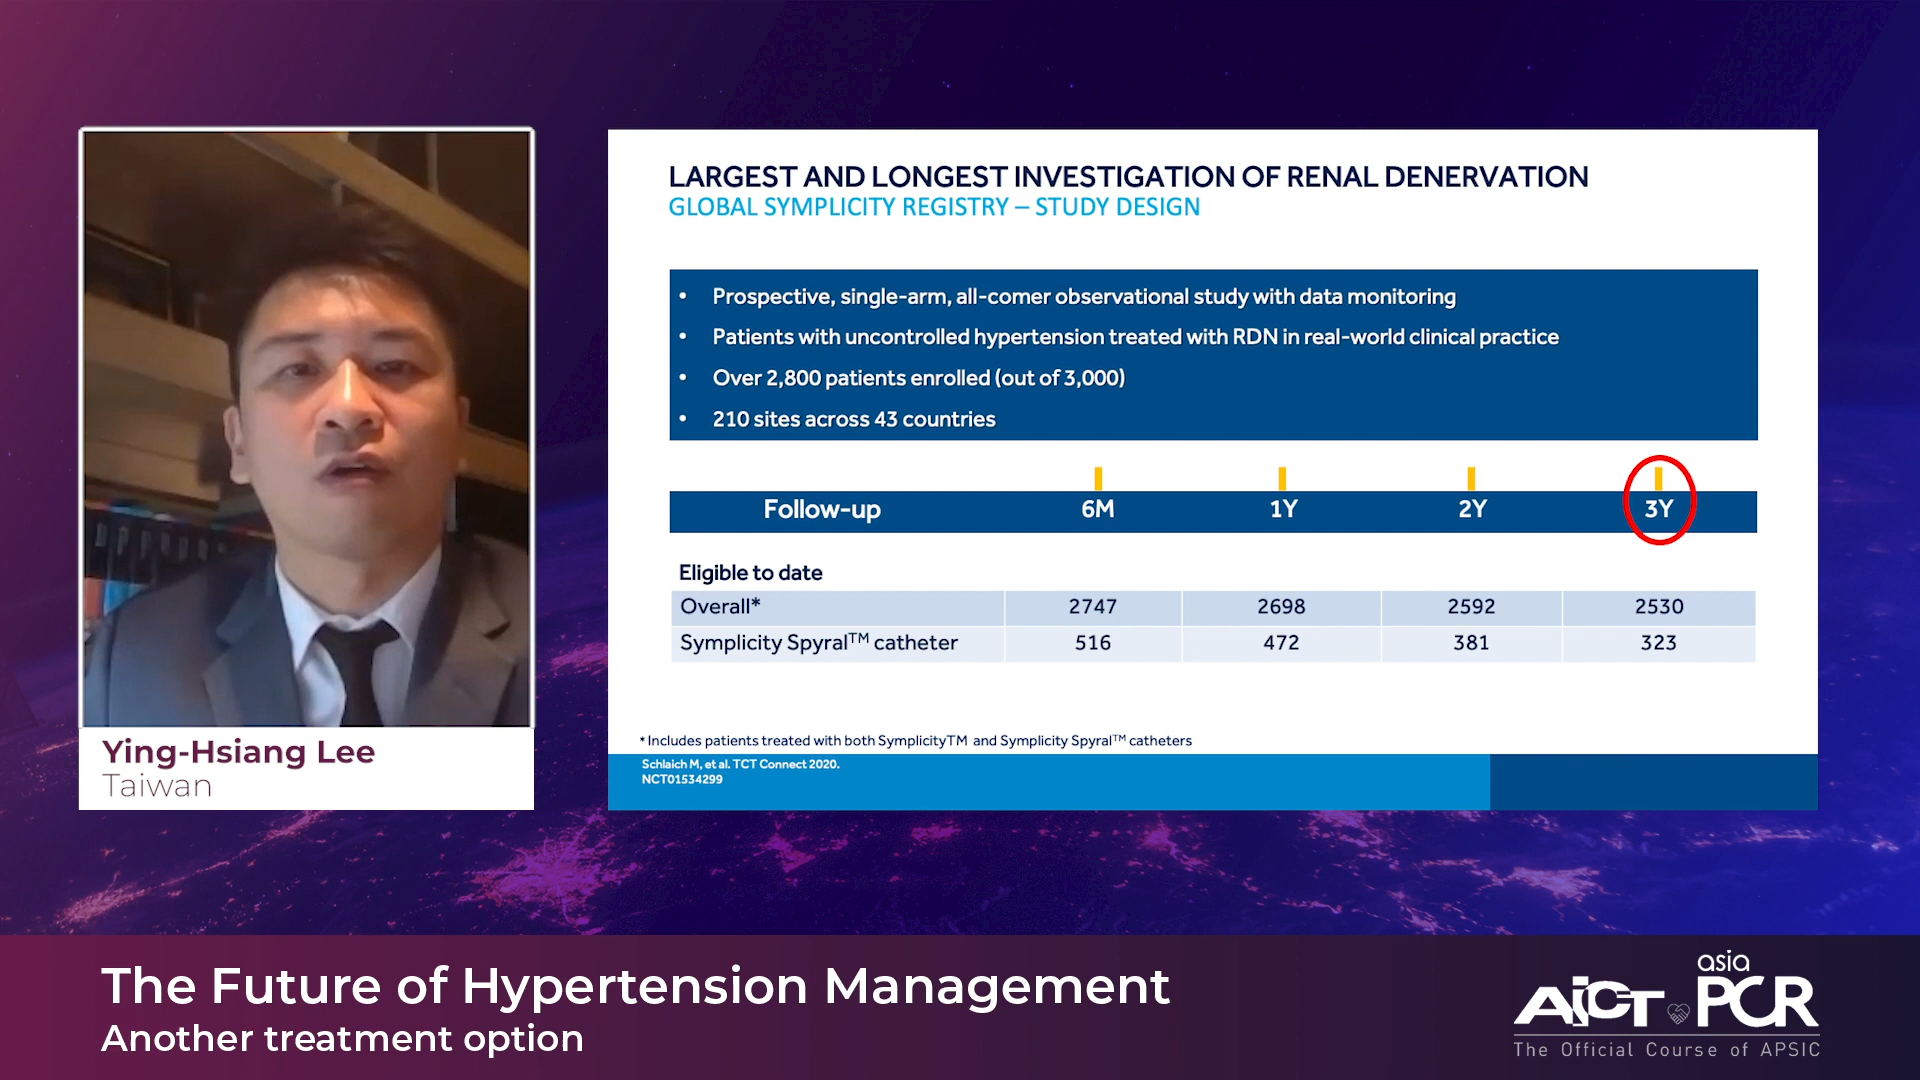 LARGEST AND LONGEST INVESTIGATION OF RENAL DENERVATION
GLOBAL SYMPLICITY REGISTRY – STUDY DESIGN
• Prospective, single-arm, all-comer observational study with data monitoring
• Patients with uncontrolled hypertension treated with RDN in real-world clinical practice
• Over 2,800 patients enrolled (out of 3,000)
• 210 sites across 43 countries
Follow-up 6M 1Y 2Y 3Y
Eligible to date
Overall* 2747 2698 2592 2530
Symplicity Spyral™ catheter 516 472 381 323
* Includes patients treated with both SymplicityTM and Symplicity Spyral™ catheters
Schlaich M, et al. TCT Connect 2020.
NCT01534299
Ying-Hsiang Lee
Taiwan
The Future of Hypertension Management
Another treatment option
asia
AICT PCR
The Official Course of APSIC